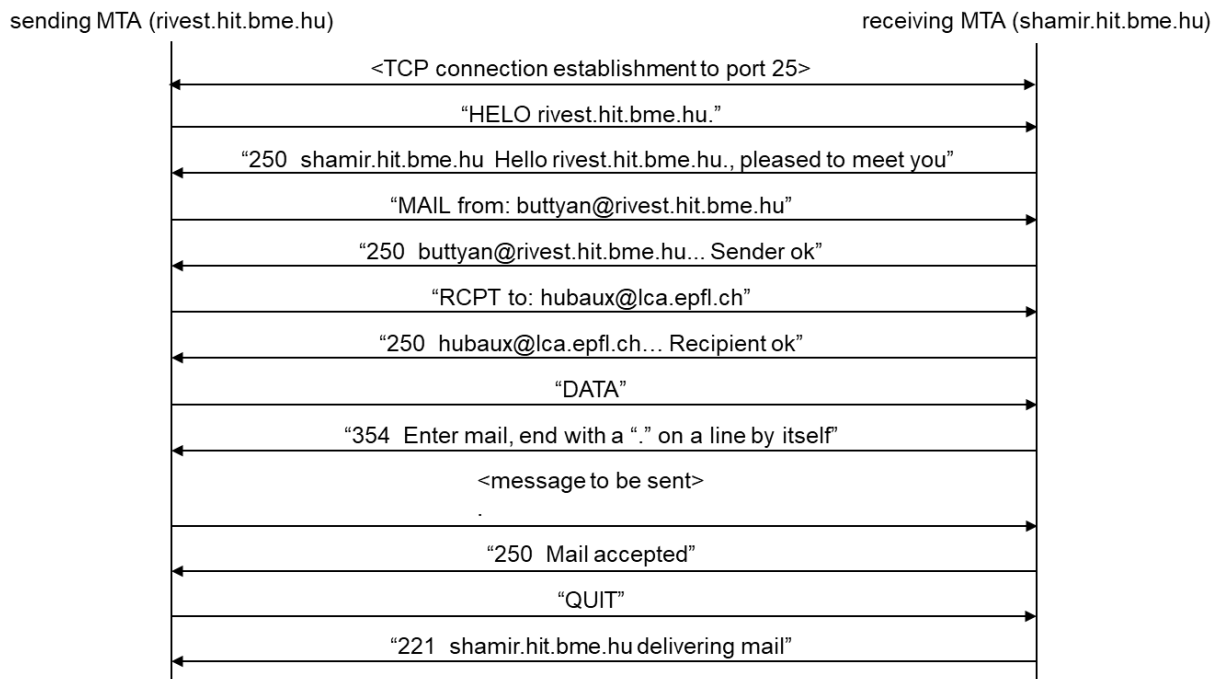 sending MTA (rivest.hit.bme.hu) receiving MTA (shamir.hit.bme.hu)
<TCP connection establishment to port 25>
“HELO rivest.hit.bme.hu.”
“250 shamir.hit.bme.hu Hello rivest.hit.bme.hu., pleased to meet you”
“MAIL from: buttyan@rivest.hit.bme.hu”
“250 buttyan@rivest.hit.bme.hu... Sender ok”
“RCPT to: hubaux@lca.epfl.ch”
“250 hubaux@lca.epfl.ch… Recipient ok”
“DATA”
“354 Enter mail, end with a “.” on a line by itself”
<message to be sent>
.
“250 Mail accepted”
“QUIT”
“221 shamir.hit.bme.hu delivering mail”